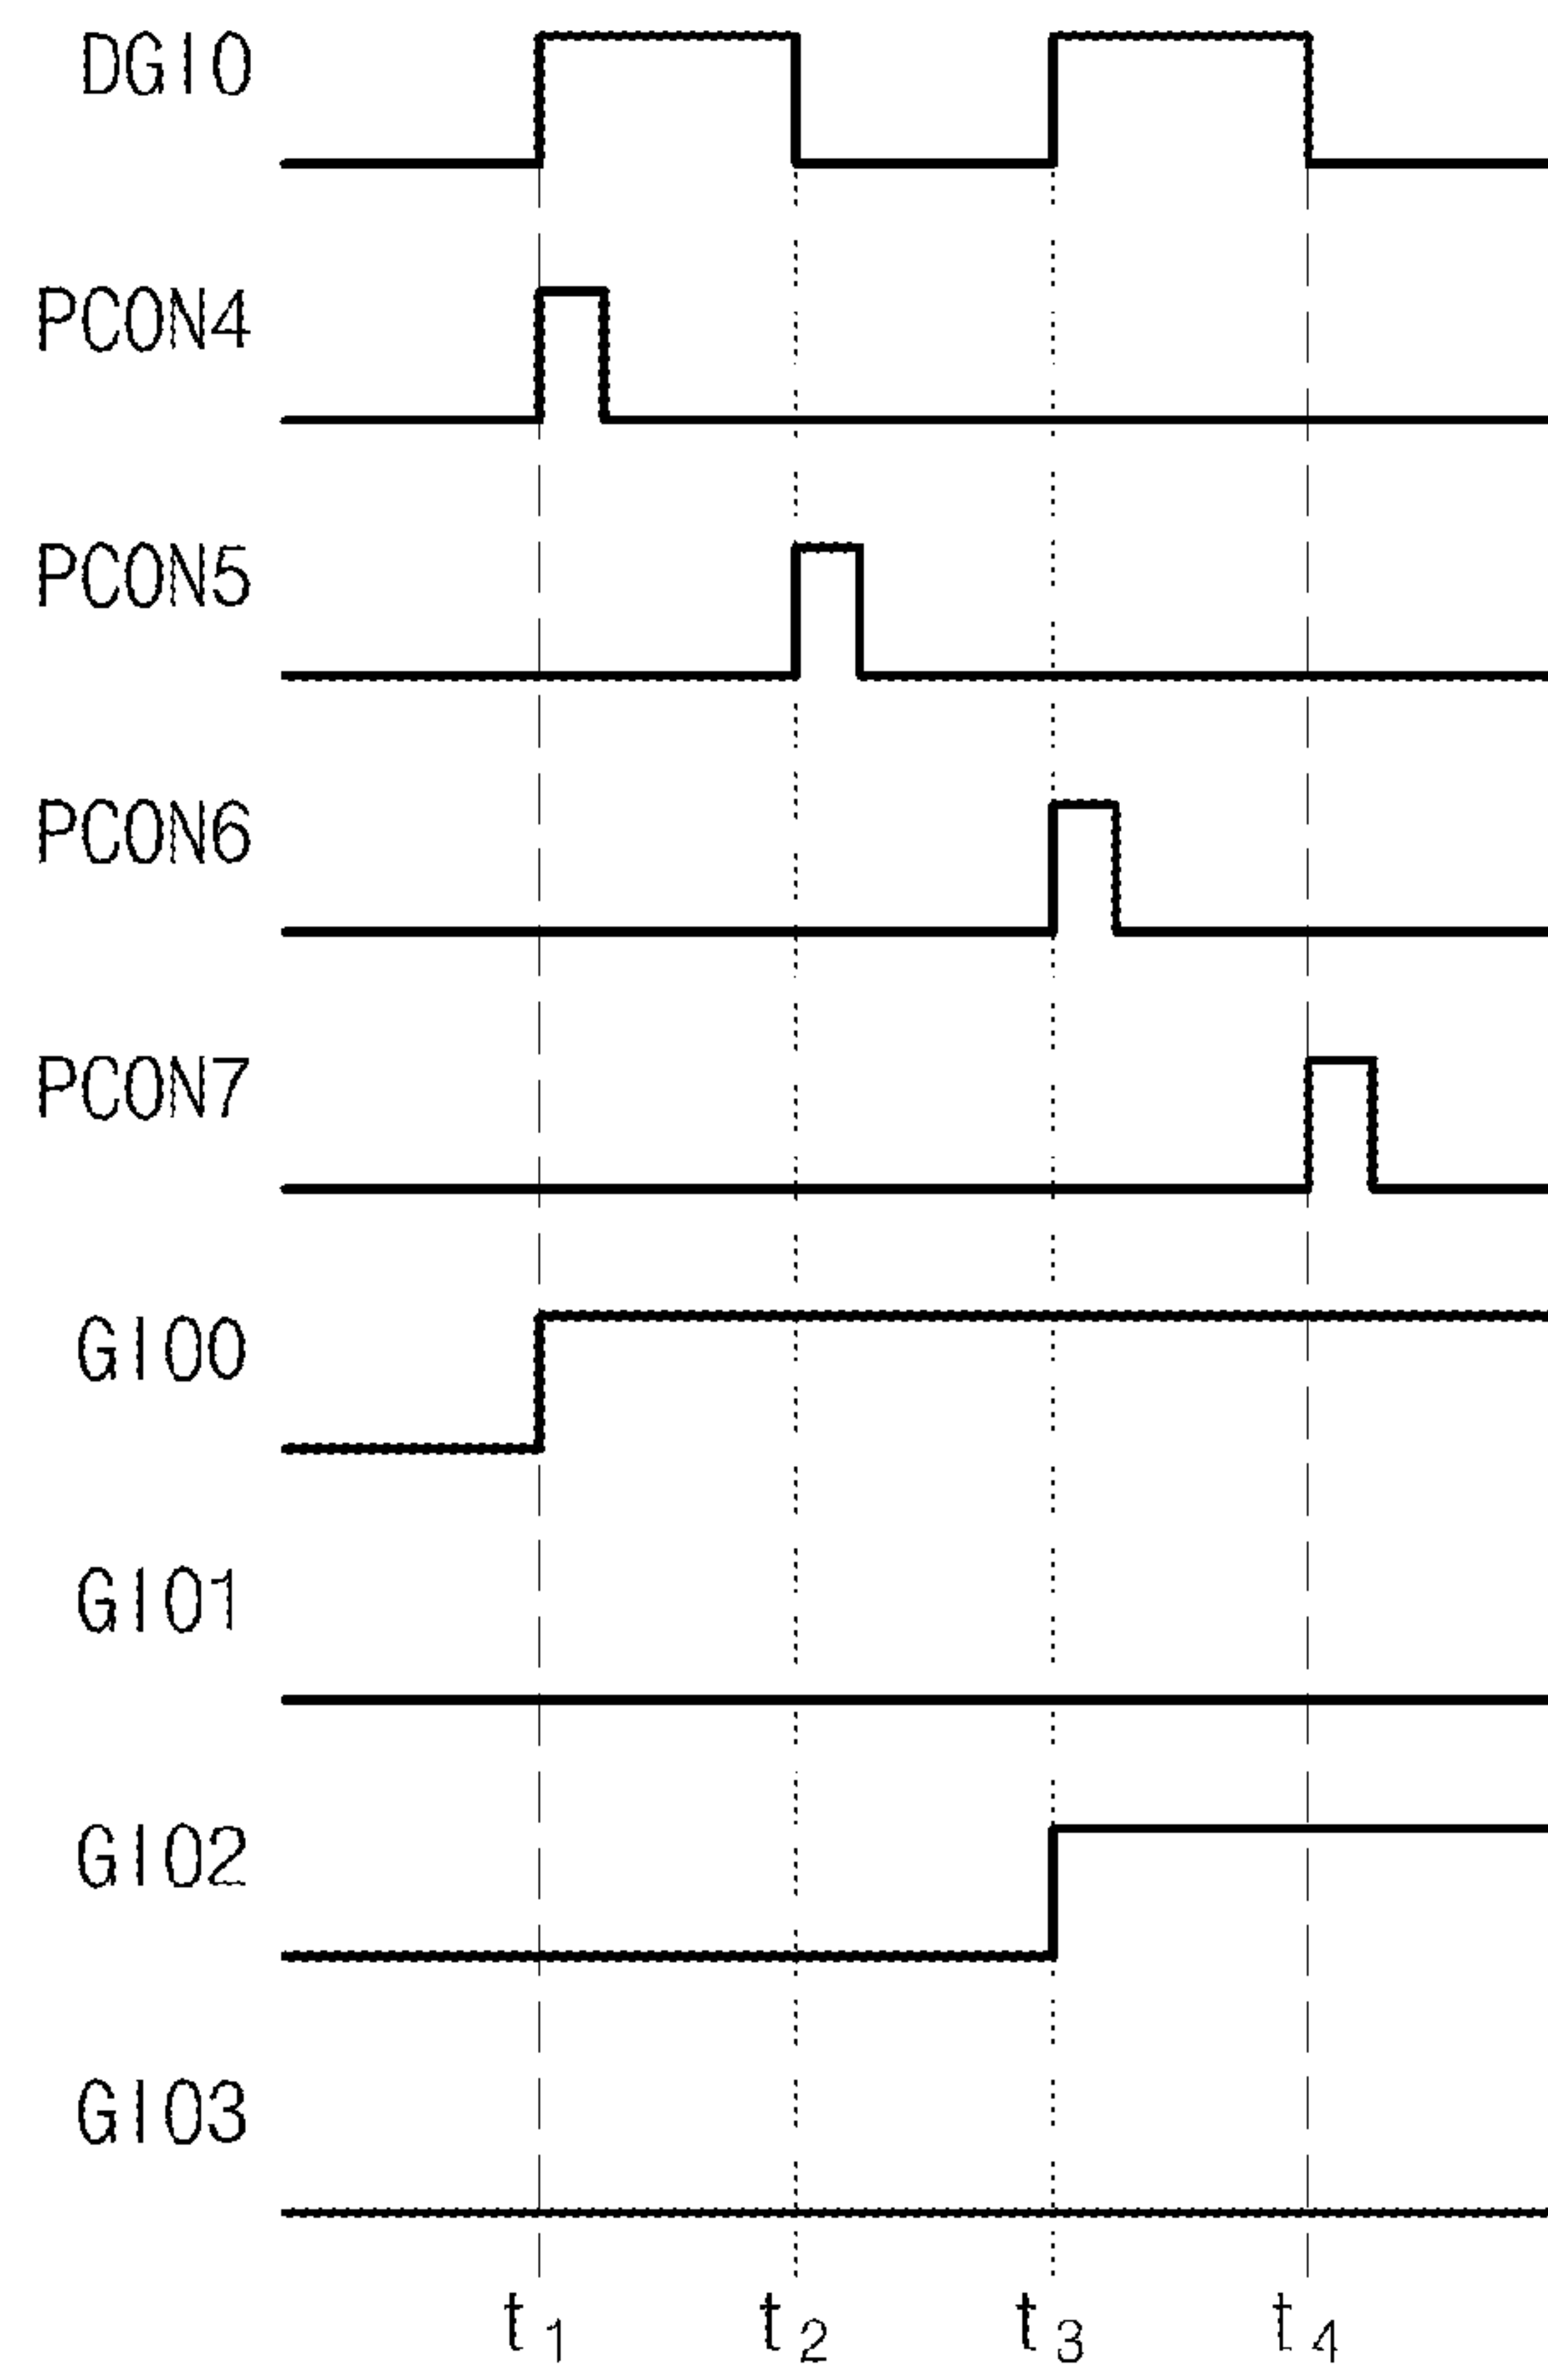 DGIO
PCON4
PCON5
PCON6
PCON7
GIO0
GIO1
GIO2
GIO3
t1 t2 t3 t4